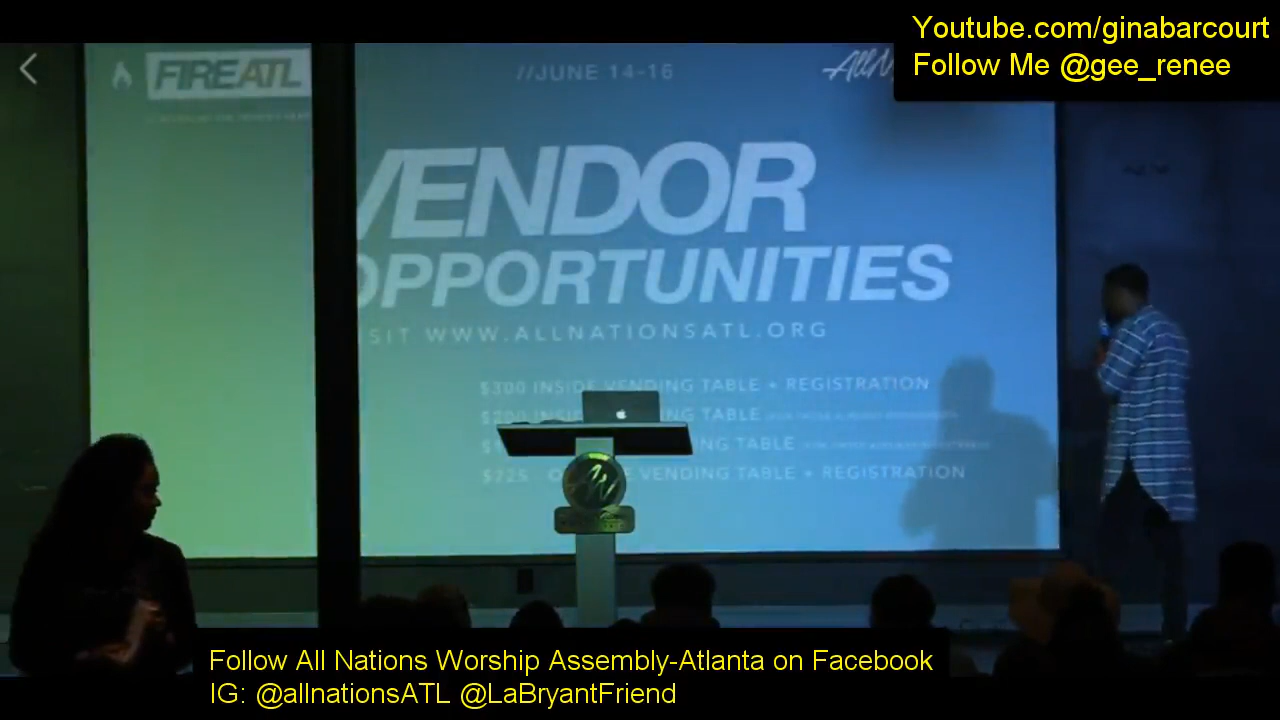 Youtube.com/ginabarcourt
Follow Me @gee_renee
FIREATL
//JUNE 14-16
VENDOR
OPPORTUNITIES
WWW.ALLNATIONSATL.ORG
$300 INSIDE VENDING TABLE + REGISTRATION
TABLE
VENDING TABLE
$225 VENDING TABLE + REGISTRATION
Follow All Nations Worship Assembly-Atlanta on Facebook
IG: @allnationsATL @LaBryantFriend